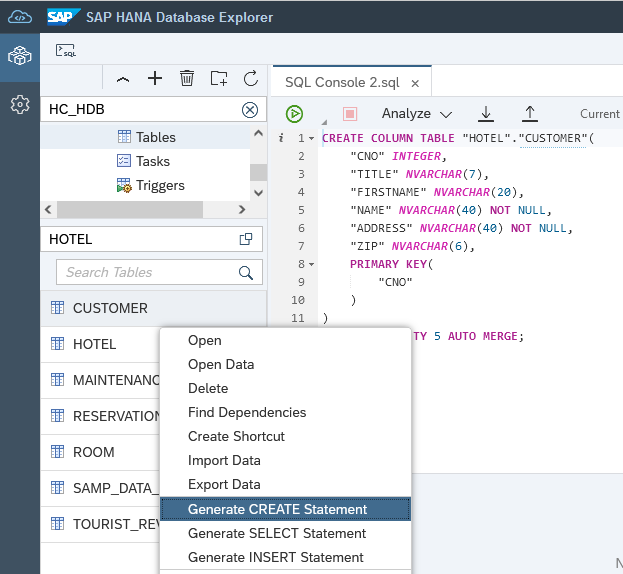 SAP SAP HANA Database Explorer
SQL
SQL Console 2.sql ×
HC_HDB
Analyze
Current
Tables
Tasks
Triggers
HOTEL
Search Tables
CUSTOMER
HOTEL
RESERVATION
ROOM
SAMP_DATA_
i 1 CREATE COLUMN TABLE "HOTEL"."CUSTOMER"(
2 "CNO" INTEGER,
3 "TITLE" NVARCHAR(7),
4 "FIRSTNAME" NVARCHAR(20),
5 "NAME" NVARCHAR(40) NOT NULL,
6 "ADDRESS" NVARCHAR(40) NOT NULL,
7 "ZIP" NVARCHAR(6),
8 PRIMARY KEY(
9 "CNO"
10 )
11 )
5 AUTO MERGE;
Open
Open Data
Delete
Find Dependencies
Create Shortcut
Import Data
Export Data
Generate CREATE Statement
Generate SELECT Statement
Generate INSERT Statement